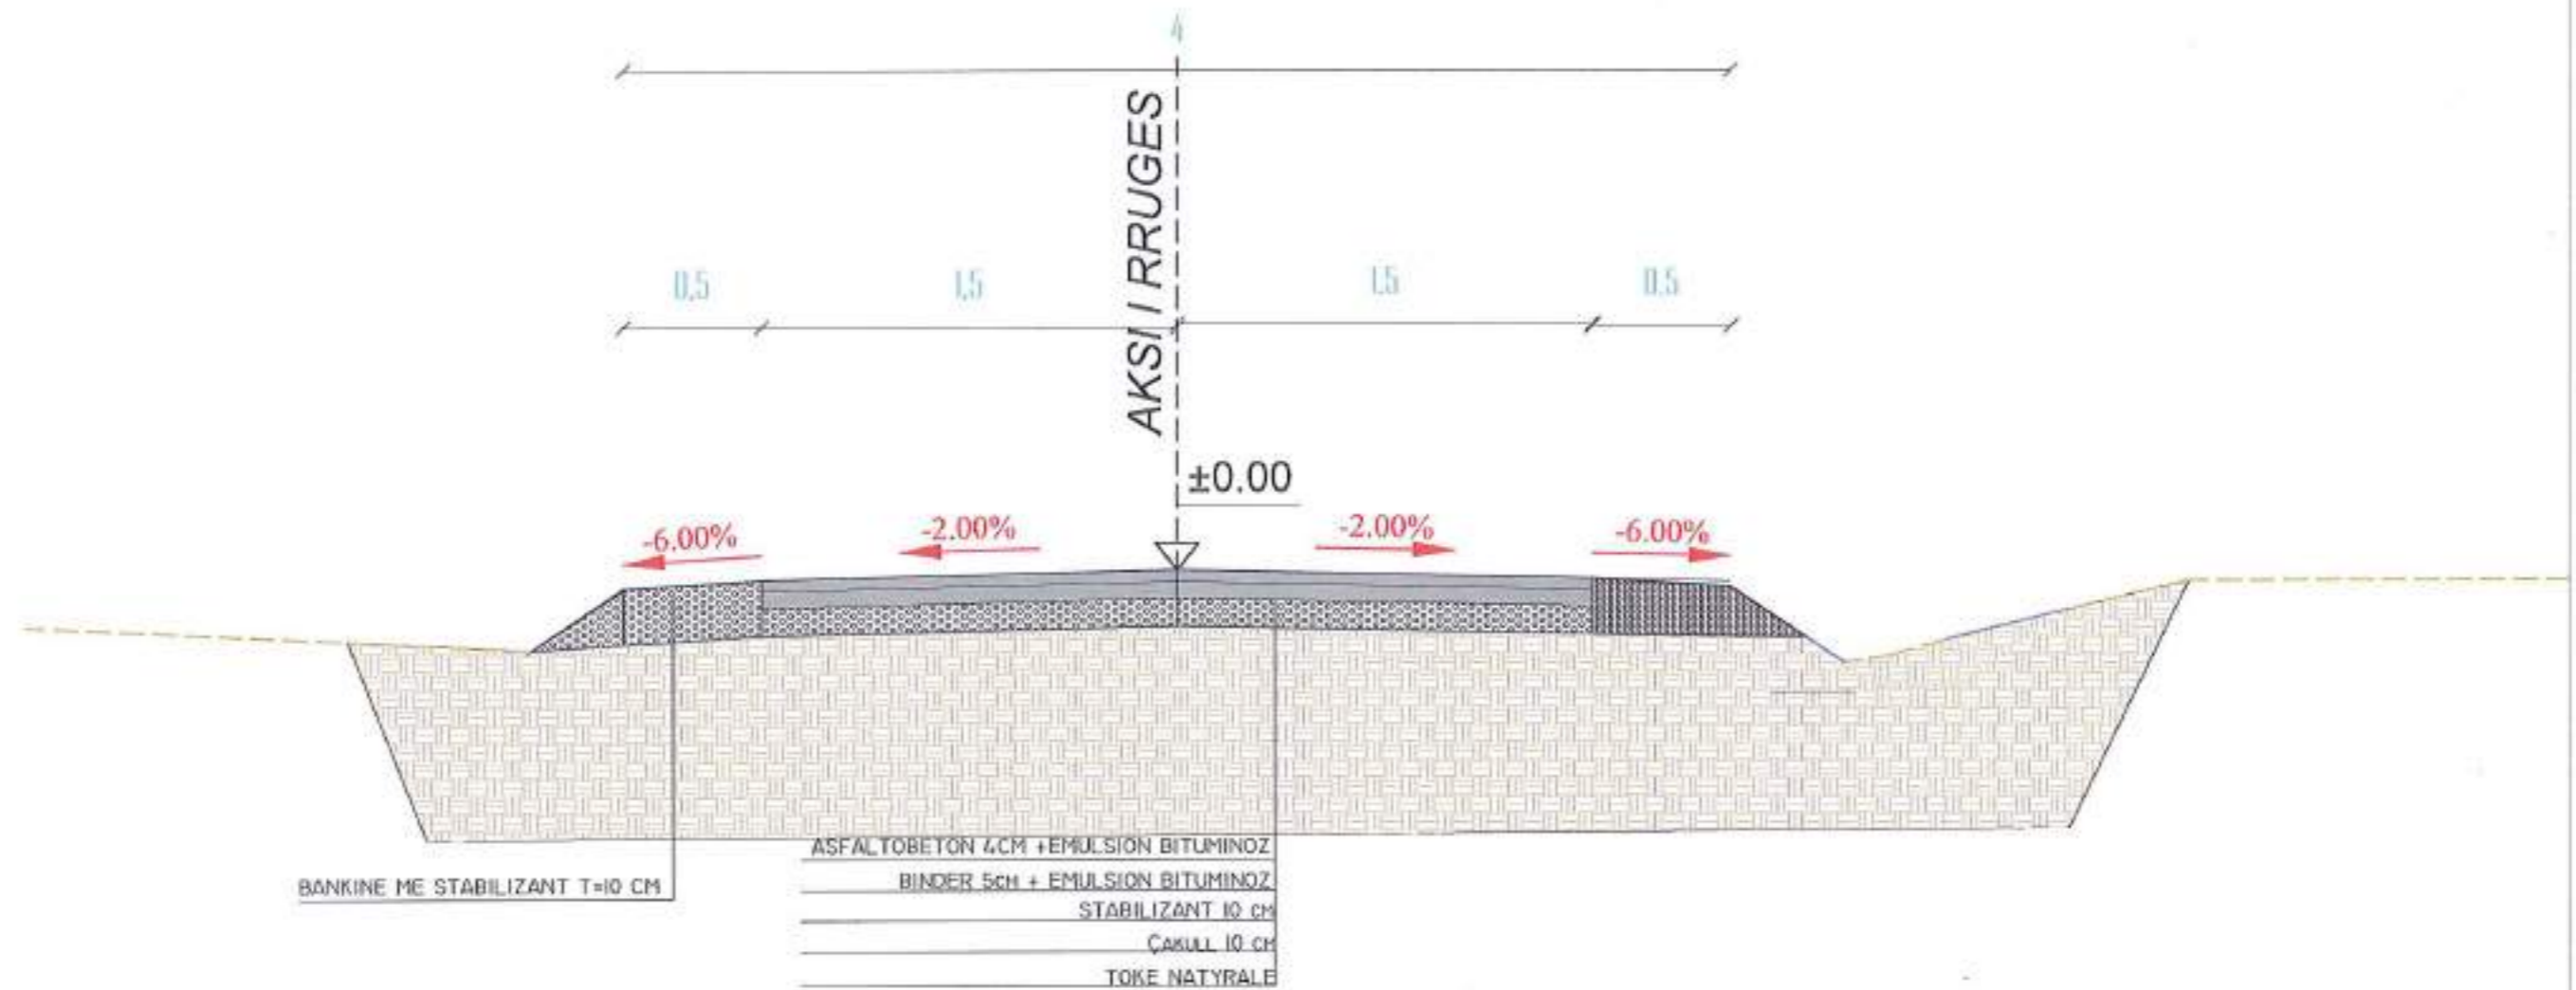 4
AKSI I RRUGES
0.5 1.5 1.5 0.5
±0.00
-6.00% -2.00% -2.00% -6.00%
ASFALTOBETON 4CM +EMULSION BITUMINOZ
BINDER 5CM + EMULSION BITUMINOZ
BANKINE ME STABILIZANT T=10 CM
STABILIZANT 10 CM
ÇAKULL 10 CM
TOKE NATYRALE